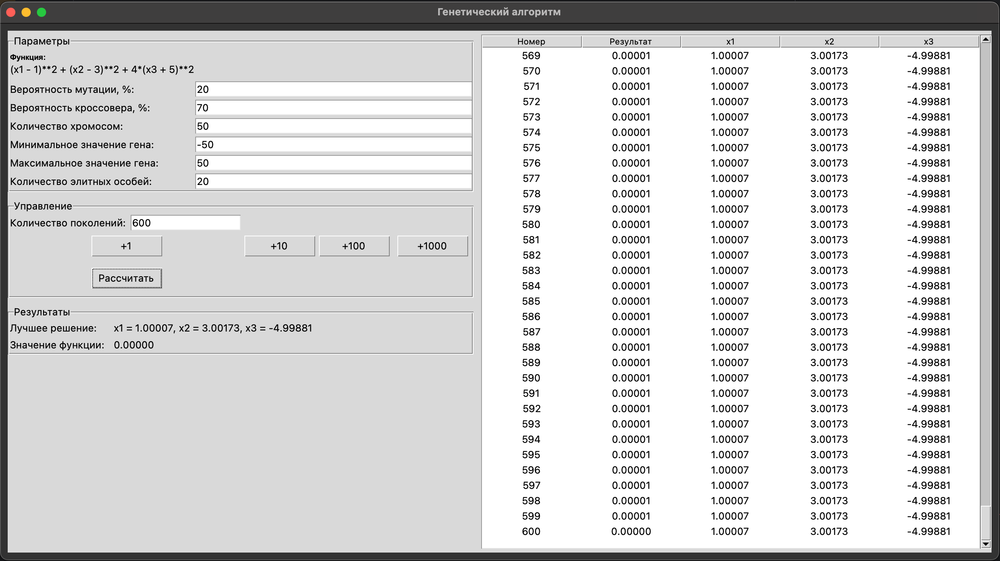 Генетический алгоритм
Параметры
Функция:
(x1 - 1)**2 + (x2 - 3)**2 + 4*(x3 + 5)**2
Вероятность мутации, %: 20
Вероятность кроссовера, %: 70
Количество хромосом: 50
Минимальное значение гена: -50
Максимальное значение гена: 50
Количество элитных особей: 20
Управление
Количество поколений: 600
+1 +10 +100 +1000
Рассчитать
Результаты
Лучшее решение: x1 = 1.00007, x2 = 3.00173, x3 = -4.99881
Значение функции: 0.00000
Номер Результат x1 x2 x3
569 0.00001 1.00007 3.00173 -4.99881
570 0.00001 1.00007 3.00173 -4.99881
571 0.00001 1.00007 3.00173 -4.99881
572 0.00001 1.00007 3.00173 -4.99881
573 0.00001 1.00007 3.00173 -4.99881
574 0.00001 1.00007 3.00173 -4.99881
575 0.00001 1.00007 3.00173 -4.99881
576 0.00001 1.00007 3.00173 -4.99881
577 0.00001 1.00007 3.00173 -4.99881
578 0.00001 1.00007 3.00173 -4.99881
579 0.00001 1.00007 3.00173 -4.99881
580 0.00001 1.00007 3.00173 -4.99881
581 0.00001 1.00007 3.00173 -4.99881
582 0.00001 1.00007 3.00173 -4.99881
583 0.00001 1.00007 3.00173 -4.99881
584 0.00001 1.00007 3.00173 -4.99881
585 0.00001 1.00007 3.00173 -4.99881
586 0.00001 1.00007 3.00173 -4.99881
587 0.00001 1.00007 3.00173 -4.99881
588 0.00001 1.00007 3.00173 -4.99881
589 0.00001 1.00007 3.00173 -4.99881
590 0.00001 1.00007 3.00173 -4.99881
591 0.00001 1.00007 3.00173 -4.99881
592 0.00001 1.00007 3.00173 -4.99881
593 0.00001 1.00007 3.00173 -4.99881
594 0.00001 1.00007 3.00173 -4.99881
595 0.00001 1.00007 3.00173 -4.99881
596 0.00001 1.00007 3.00173 -4.99881
597 0.00001 1.00007 3.00173 -4.99881
598 0.00001 1.00007 3.00173 -4.99881
599 0.00001 1.00007 3.00173 -4.99881
600 0.00000 1.00007 3.00173 -4.99881